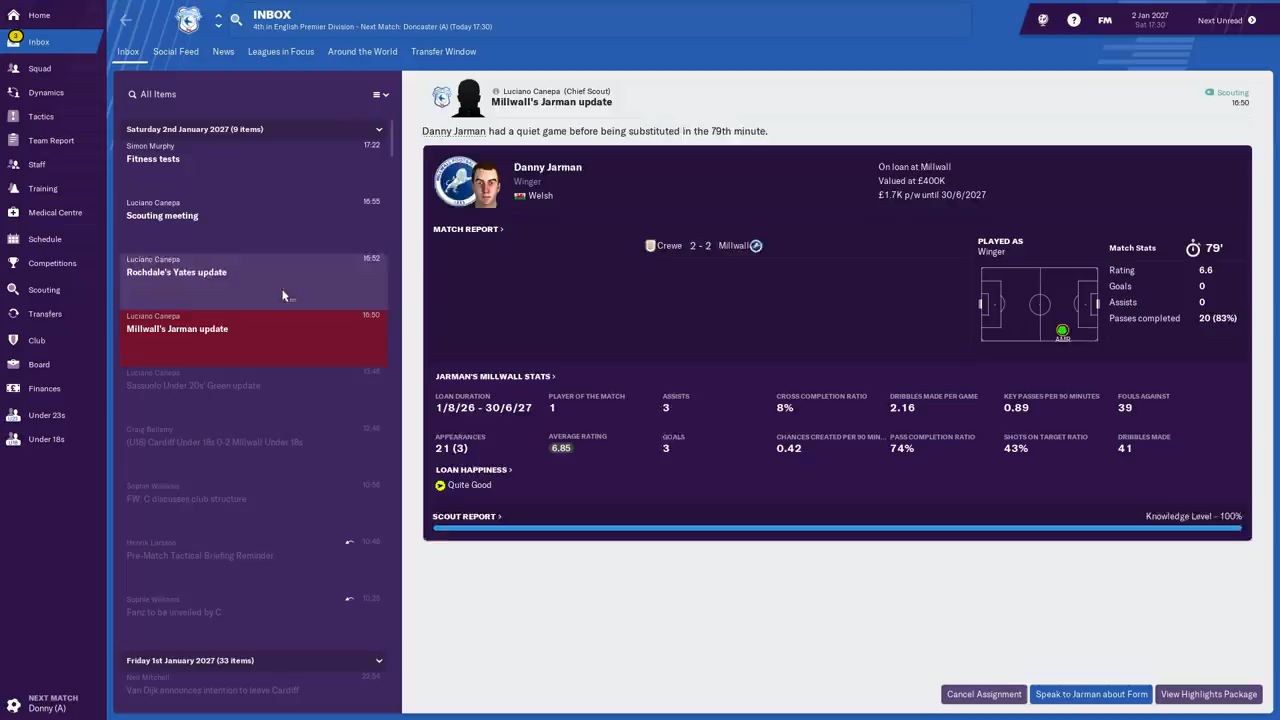 Home
3
Inbox
Squad
Dynamics
Tactics
Team Report
Staff
Training
Medical Centre
Schedule
Competitions
Scouting
Transfers
Club
Board
Finances
Under 23s
Under 18s
NEXT MATCH
Donny (A)
INBOX
4th in English Premier Division - Next Match: Doncaster (A) (Today 17:30)
FM
2 Jan 2027
Sat 17:30
Next Unread
Inbox Social Feed News Leagues in Focus Around the World Transfer Window
All Items
Saturday 2nd January 2027 (9 items)
Simon Murphy 17:22
Fitness tests
Luciano Canepa 16:55
Scouting meeting
Luciano Canepa 16:52
Rochdale's Yates update
Luciano Canepa 16:50
Millwall's Jarman update
Luciano Canepa 13:48
Sassuolo Under 20s' Green update
Craig Bellamy 12:48
(U18) Cardiff Under 18s 0-2 Millwall Under 18s
Sophie Williams 10:56
FW: C discusses club structure
Henrik Larsson 10:48
Pre-Match Tactical Briefing Reminder
Sophie Williams 10:25
Fanz to be unveiled by C
Friday 1st January 2027 (33 items)
Neil Mitchell 22:54
Van Dijk announces intention to leave Cardiff
Luciano Canepa (Chief Scout)
Millwall's Jarman update
Scouting
16:50
Danny Jarman had a quiet game before being substituted in the 79th minute.
Danny Jarman
Winger
Welsh
On loan at Millwall
Valued at £400K
£1.7K p/w until 30/6/2027
MATCH REPORT >
Crewe 2 - 2 Millwall
PLAYED AS
Winger
AMR
Match Stats 79'
Rating 6.6
Goals 0
Assists 0
Passes completed 20 (83%)
JARMAN'S MILLWALL STATS >
LOAN DURATION PLAYER OF THE MATCH ASSISTS CROSS COMPLETION RATIO DRIBBLES MADE PER GAME KEY PASSES PER 90 MINUTES FOULS AGAINST
1/8/26 - 30/6/27 1 3 8% 2.16 0.89 39
APPEARANCES AVERAGE RATING GOALS CHANCES CREATED PER 90 MIN... PASS COMPLETION RATIO SHOTS ON TARGET RATIO DRIBBLES MADE
21 (3) 6.85 3 0.42 74% 43% 41
LOAN HAPPINESS >
Quite Good
SCOUT REPORT > Knowledge Level - 100%
Cancel Assignment Speak to Jarman about Form View Highlights Package